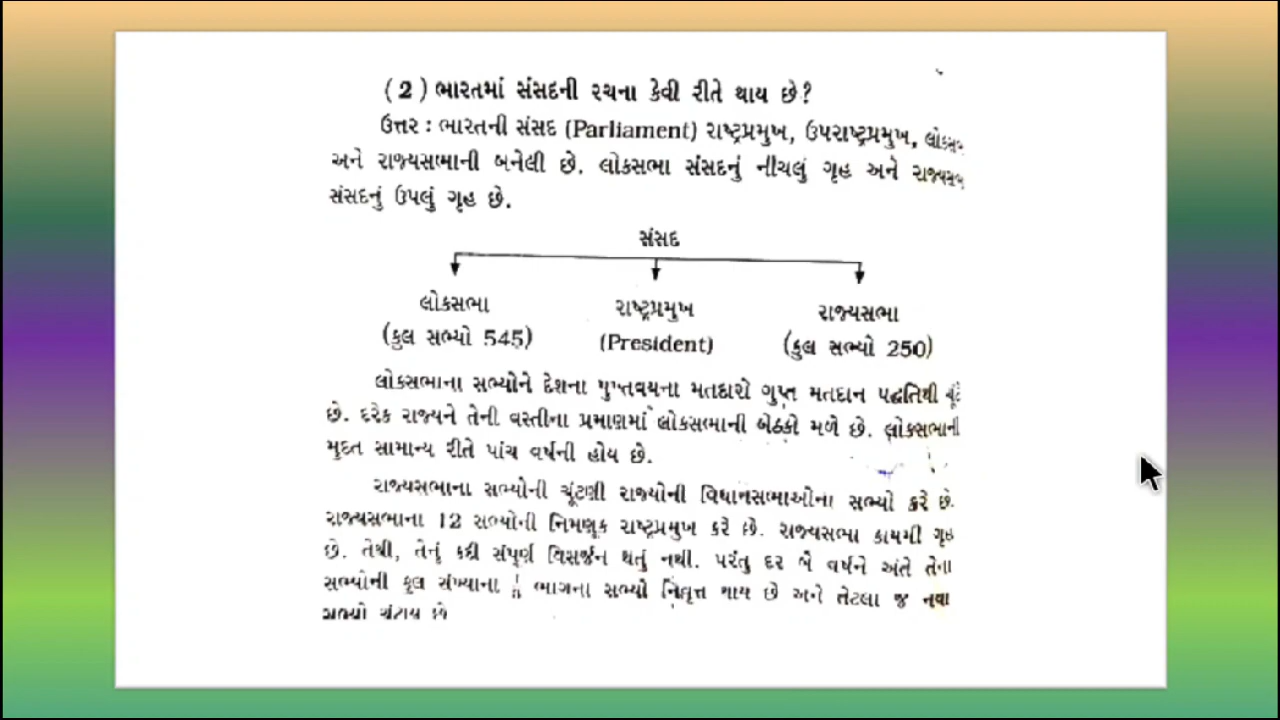 (2) ભારતમાં સંસદની રચના કેવી રીતે થાય છે?
ઉત્તર : ભારતની સંસદ (Parliament) રાષ્ટ્રપ્રમુખ, ઉપરાષ્ટ્રપ્રમુખ,
અને રાજ્યસભાની બનેલી છે. લોકસભા સંસદનું નીચલું ગૃહ અને
સંસદનું ઉપલું ગૃહ છે.
સંસદ
લોકસભા રાષ્ટ્રપ્રમુખ રાજ્યસભા
(કુલ સભ્યો 545) (President) (કુલ સભ્યો 250)
લોકસભાના સભ્યોને દેશના પુખ્તવયના મતદારો ગુપ્ત મતદાન પદ્ધતિથી
છે. દરેક રાજ્યને તેની વસ્તીના પ્રમાણમાં લોકસભાની બેઠકો મળે છે. લોકસભાની
મુદત સામાન્ય રીતે પાંચ વર્ષની હોય છે.
રાજ્યસભાના સભ્યોની ચૂંટણી રાજ્યોની વિધાનસભાઓના સભ્યો કરે છે.
રાજ્યસભાના 12 સભ્યોની નિમણૂક રાષ્ટ્રપ્રમુખ કરે છે. રાજ્યસભા કાયમી ગૃહ
છે. તેથી, તેનું કદી સંપૂર્ણ વિસર્જન થતું નથી. પરંતુ દર બે વર્ષને અંતે તેના
સભ્યોની કુલ સંખ્યાના ભાગના સભ્યો નિવૃત્ત થાય છે અને તેટલા જ નવા